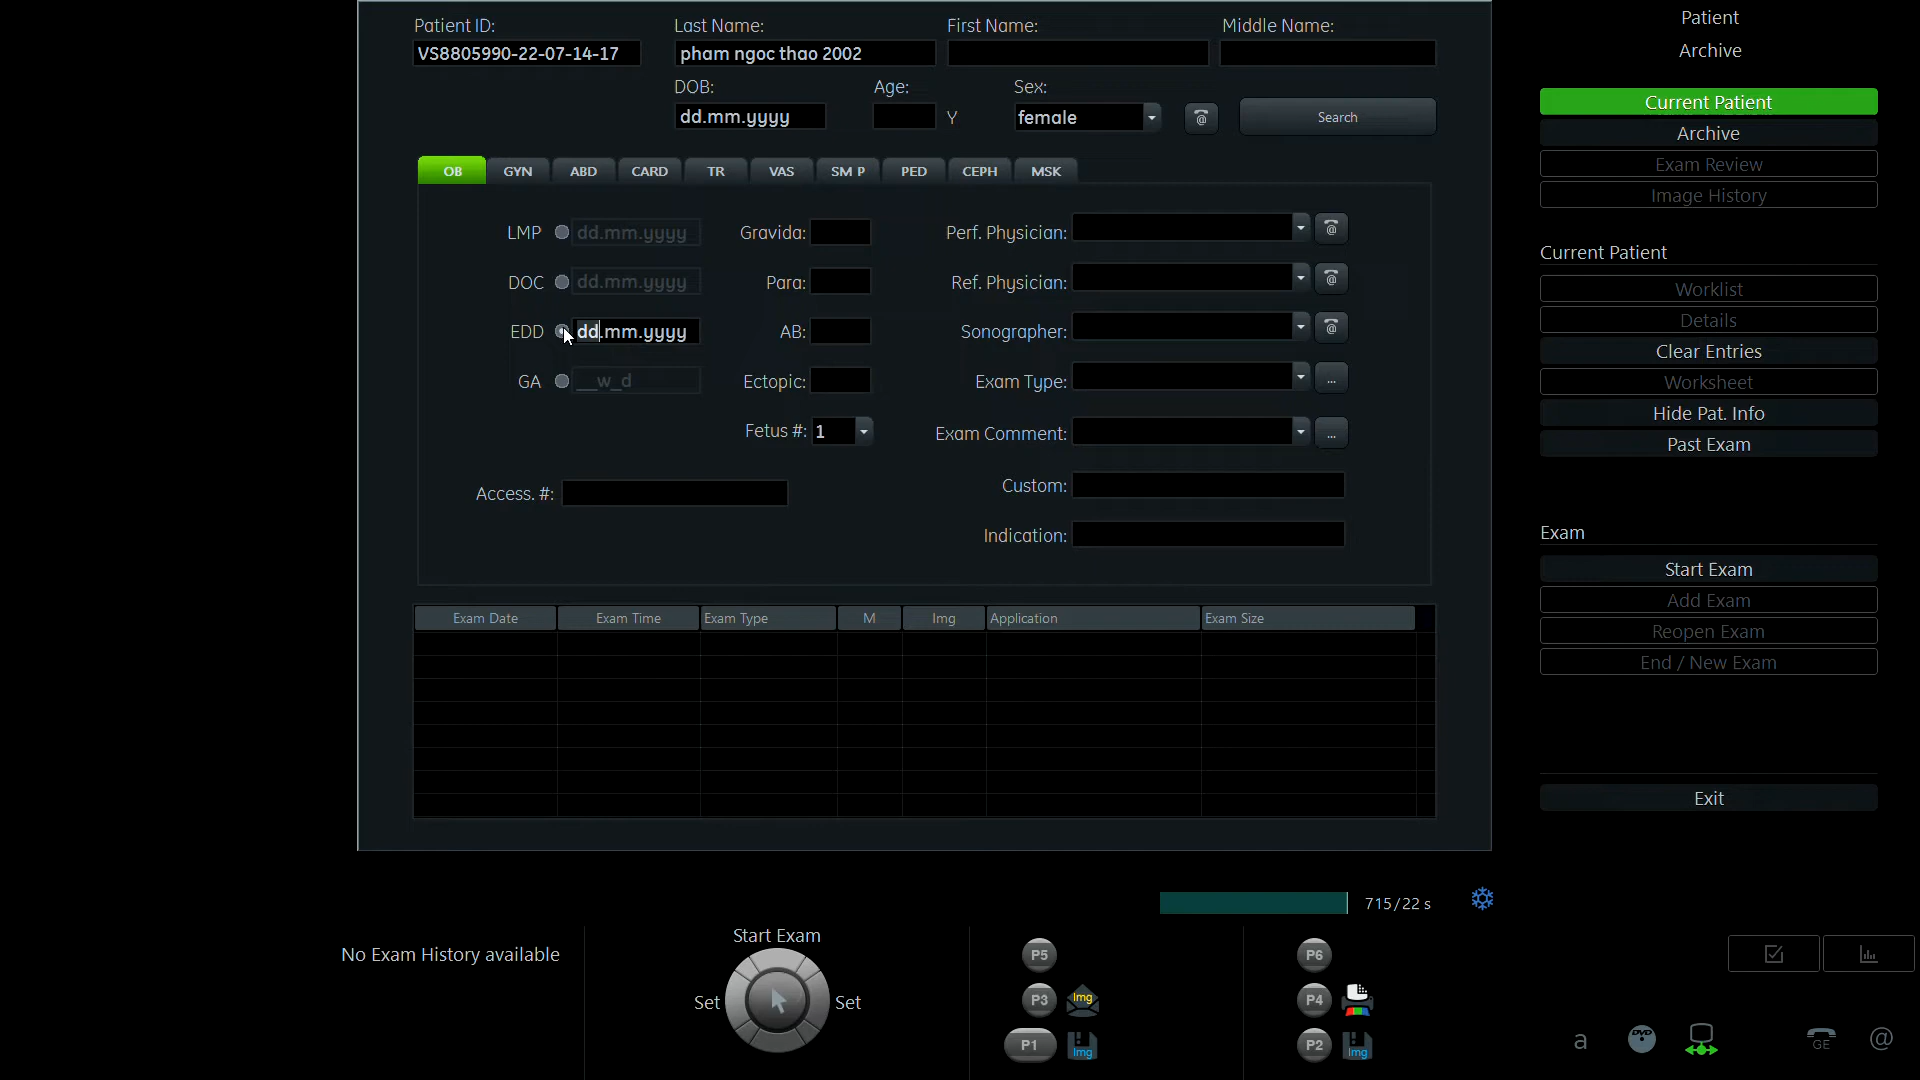 Patient ID: Last Name: First Name: Middle Name:
VS8805990-22-07-14-17 pham ngoc thao 2002
DOB: Age: Sex:
dd.mm.yyyy Y female @ Search
OB GYN ABD CARD TR VAS SM P PED CEPH MSK
LMP dd.mm.yyyy Gravida: Perf. Physician: @
DOC dd.mm.yyyy Para: Ref. Physician: @
EDD dd.mm.yyyy AB: Sonographer: @
GA __w_d Ectopic: Exam Type: ...
Fetus #: 1 Exam Comment: ...
Access. #: Custom:
Indication:
Exam Date Exam Time Exam Type M Img Application Exam Size
Patient
Archive
Current Patient
Archive
Exam Review
Image History
Current Patient
Worklist
Details
Clear Entries
Worksheet
Hide Pat. Info
Past Exam
Exam
Start Exam
Add Exam
Reopen Exam
End / New Exam
Exit
715/22 s
No Exam History available
Start Exam
Set Set
P5 P6
P3 Img P4
P1 Img P2 Img
a DVD GE @